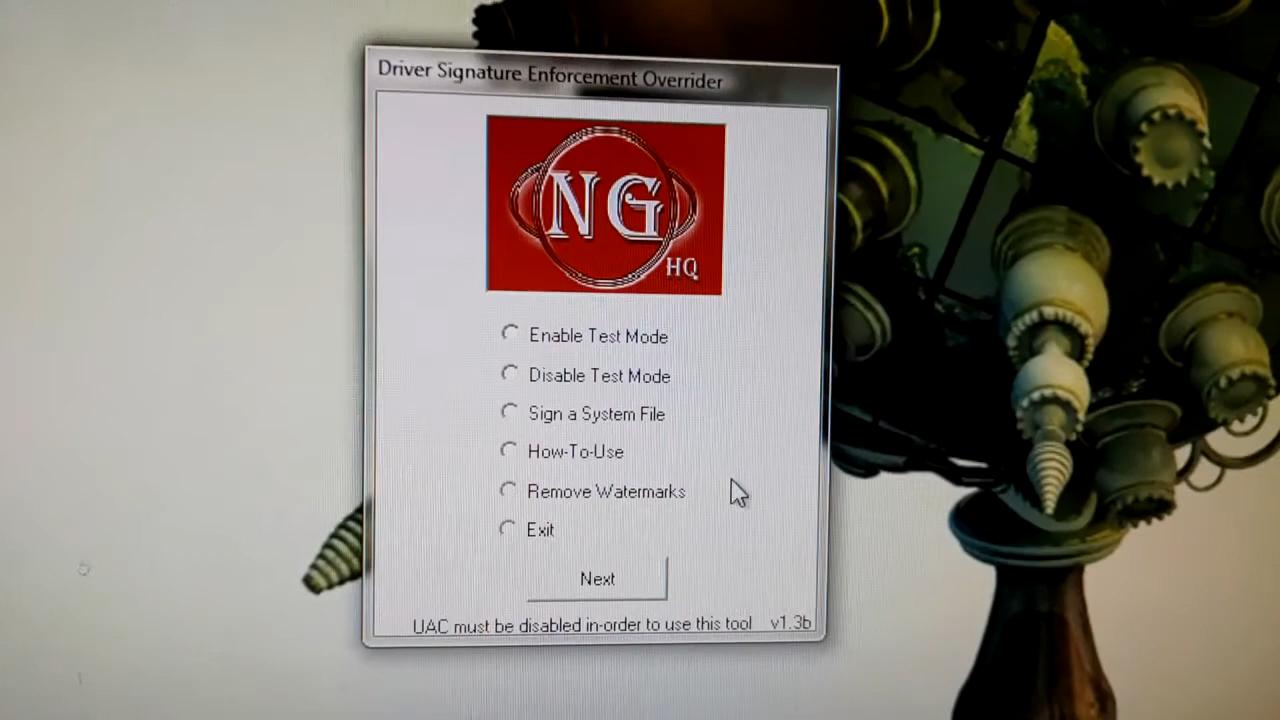 Driver Signature Enforcement Overrider
NG
HQ
Enable Test Mode
Disable Test Mode
Sign a System File
How-To-Use
Remove Watermarks
Exit
Next
UAC must be disabled in-order to use this tool v1.3b